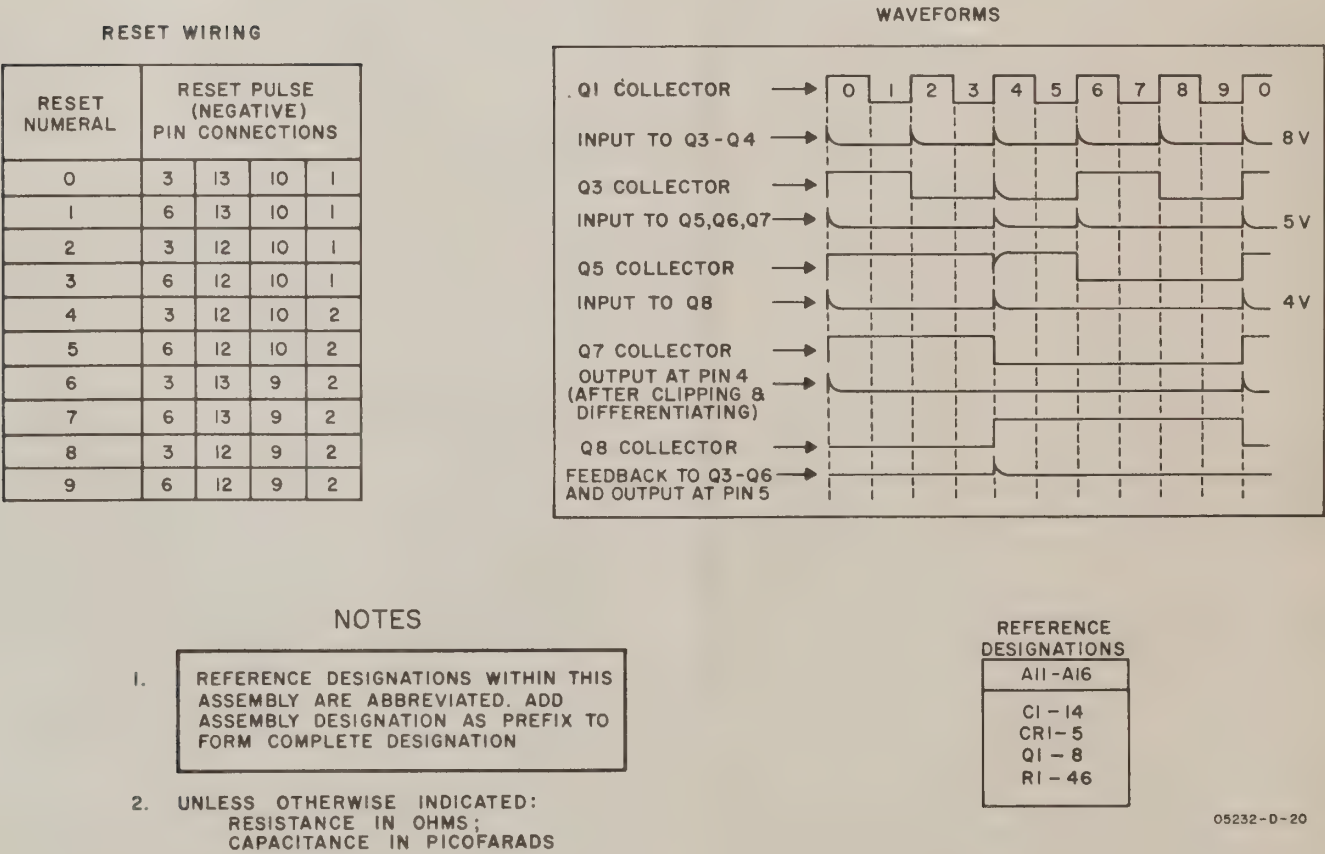 RESET WIRING
RESET NUMERAL
RESET PULSE
(NEGATIVE)
PIN CONNECTIONS
0 3 13 10 1
1 6 13 10 1
2 3 12 10 1
3 6 12 10 1
4 3 12 10 2
5 6 12 10 2
6 3 13 9 2
7 6 13 9 2
8 3 12 9 2
9 6 12 9 2
WAVEFORMS
Q1 COLLECTOR 0 1 2 3 4 5 6 7 8 9 0
INPUT TO Q3-Q4 8V
Q3 COLLECTOR
INPUT TO Q5,Q6,Q7 5V
Q5 COLLECTOR
INPUT TO Q8 4V
Q7 COLLECTOR
OUTPUT AT PIN 4
(AFTER CLIPPING &
DIFFERENTIATING)
Q8 COLLECTOR
FEEDBACK TO Q3-Q6
AND OUTPUT AT PIN 5
NOTES
1. REFERENCE DESIGNATIONS WITHIN THIS
ASSEMBLY ARE ABBREVIATED. ADD
ASSEMBLY DESIGNATION AS PREFIX TO
FORM COMPLETE DESIGNATION
2. UNLESS OTHERWISE INDICATED:
RESISTANCE IN OHMS;
CAPACITANCE IN PICOFARADS
REFERENCE
DESIGNATIONS
A11-A16
C1-14
CR1-5
Q1-8
R1-46
05232-D-20